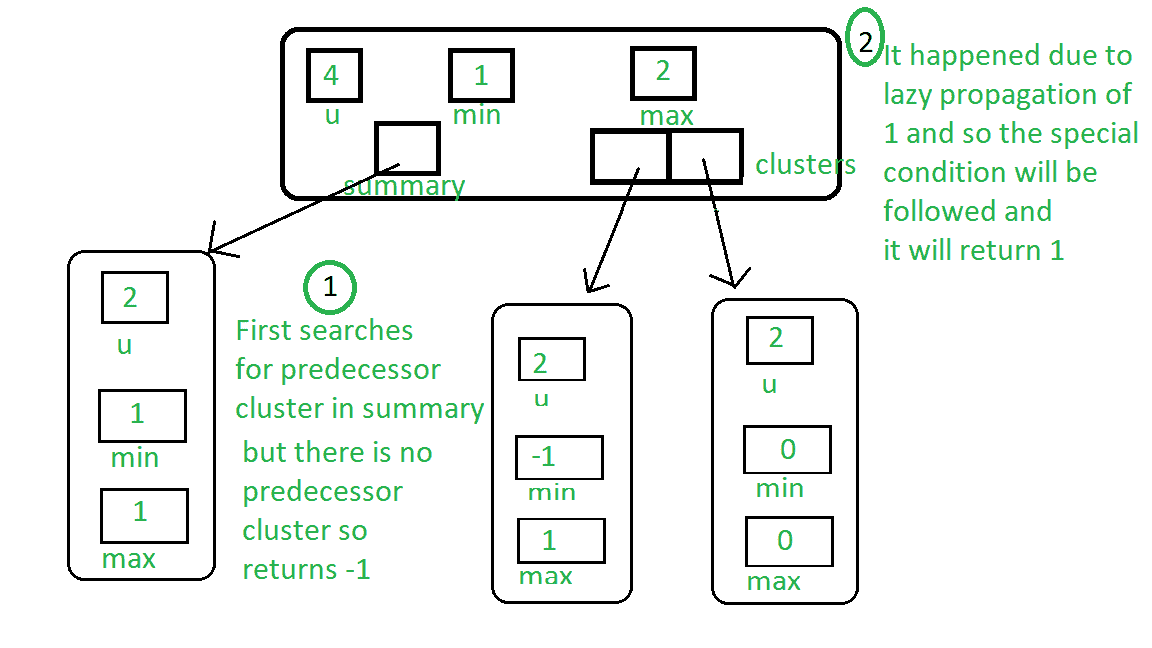 4
1
2
u
min
max
summary
clusters
2
It happened due to
lazy propagation of
1 and so the special
condition will be
followed and
it will return 1
2
u
1
min
1
max
1
First searches
for predecessor
cluster in summary
but there is no
predecessor
cluster so
returns -1
2
u
-1
min
1
max
2
u
0
min
0
max